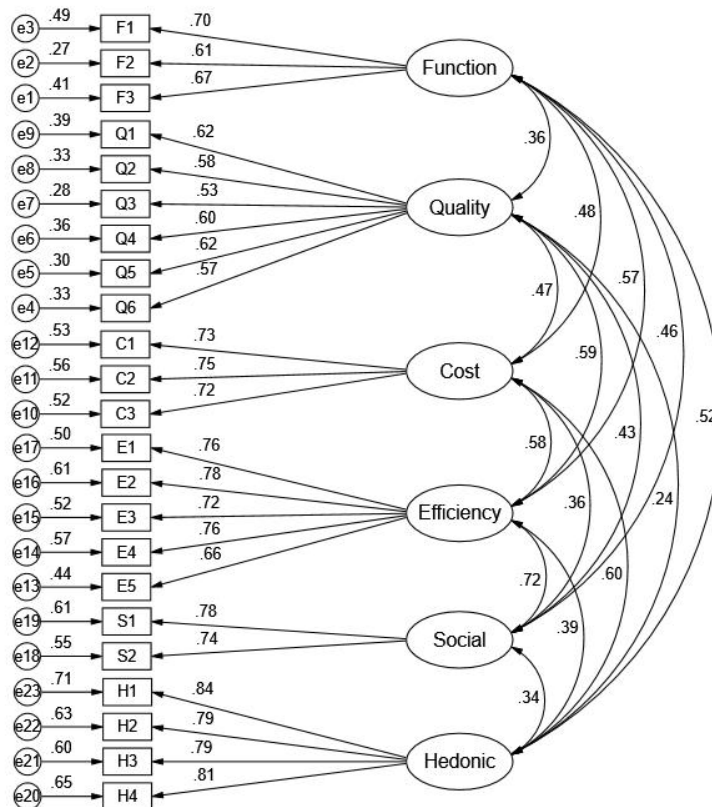 e3 .49 F1 .70
e2 .27 F2 .61
e1 .41 F3 .67
Function
e9 .39 Q1 .62
e8 .33 Q2 .58
e7 .28 Q3 .53
e6 .36 Q4 .60
e5 .30 Q5 .62
e4 .33 Q6 .57
Quality
e12 .53 C1 .73
e11 .56 C2 .75
e10 .52 C3 .72
Cost
e17 .50 E1 .76
e16 .61 E2 .78
e15 .52 E3 .72
e14 .57 E4 .76
e13 .44 E5 .66
Efficiency
e19 .61 S1 .78
e18 .55 S2 .74
Social
e23 .71 H1 .84
e22 .63 H2 .79
e21 .60 H3 .79
e20 .65 H4 .81
Hedonic
.36
.48
.57
.47
.46
.59
.52
.43
.58
.24
.36
.60
.72
.39
.34